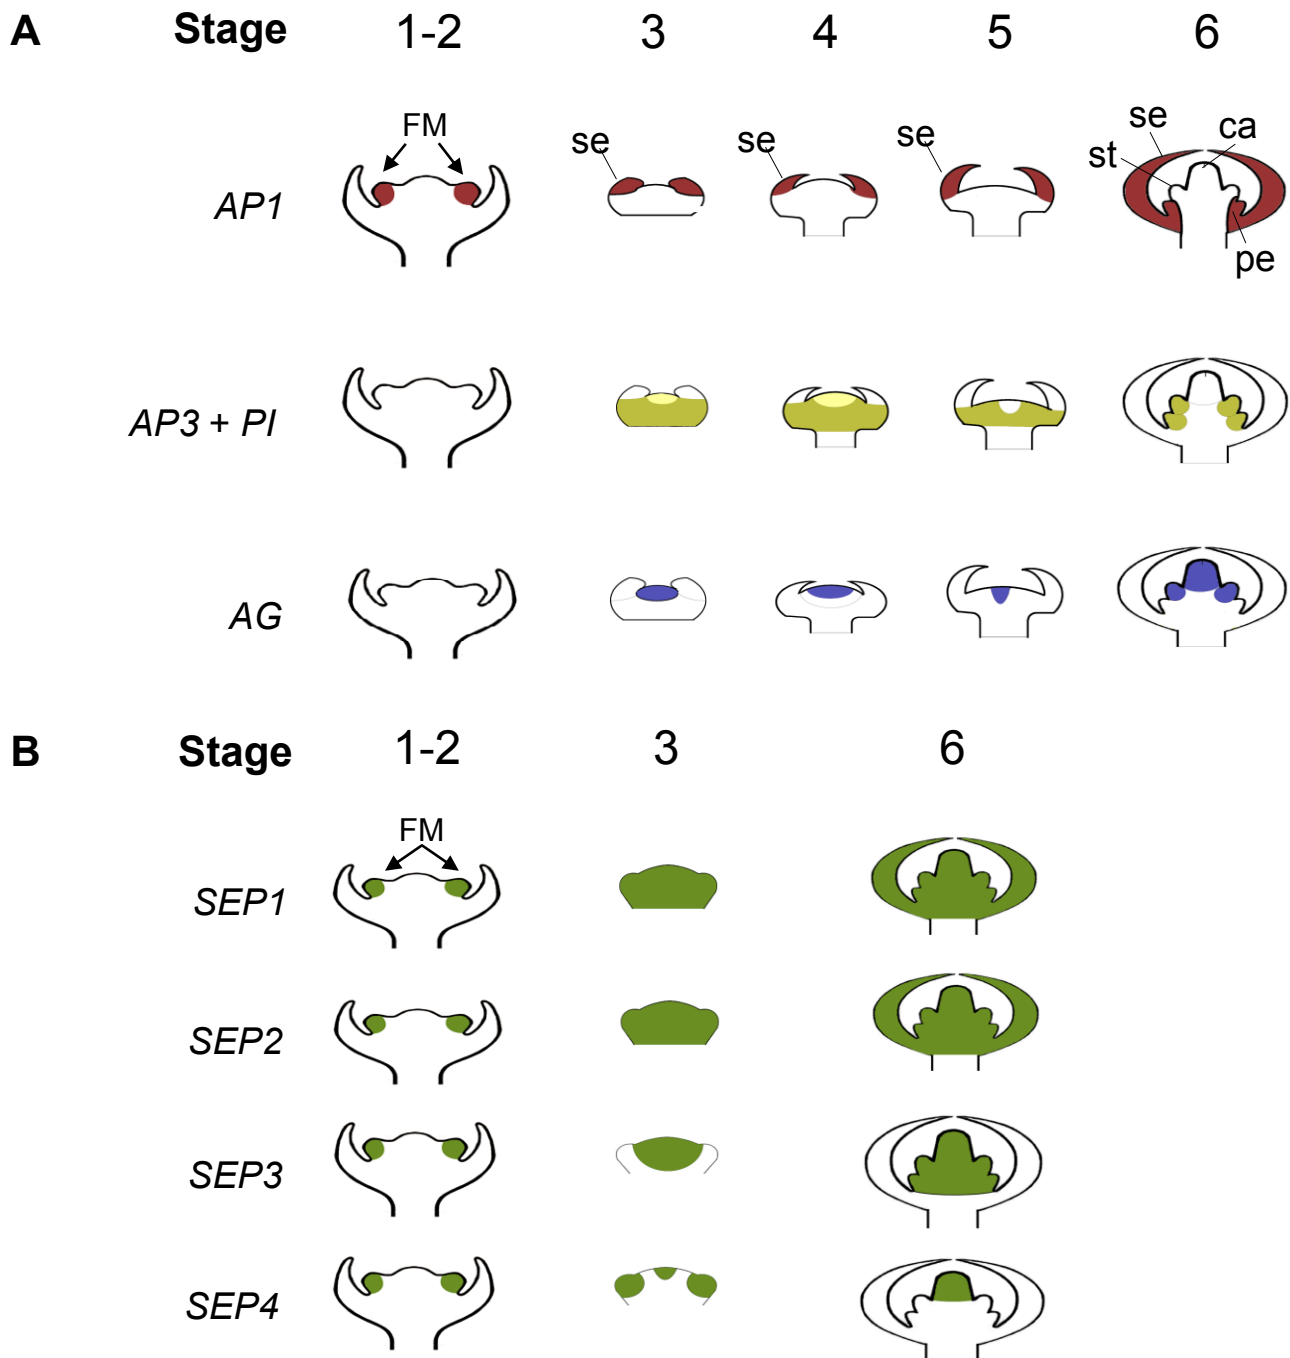 A Stage 1-2 3 4 5 6
FM se se se se ca st pe
AP1
AP3 + PI
AG
B Stage 1-2 3 6
FM
SEP1
SEP2
SEP3
SEP4